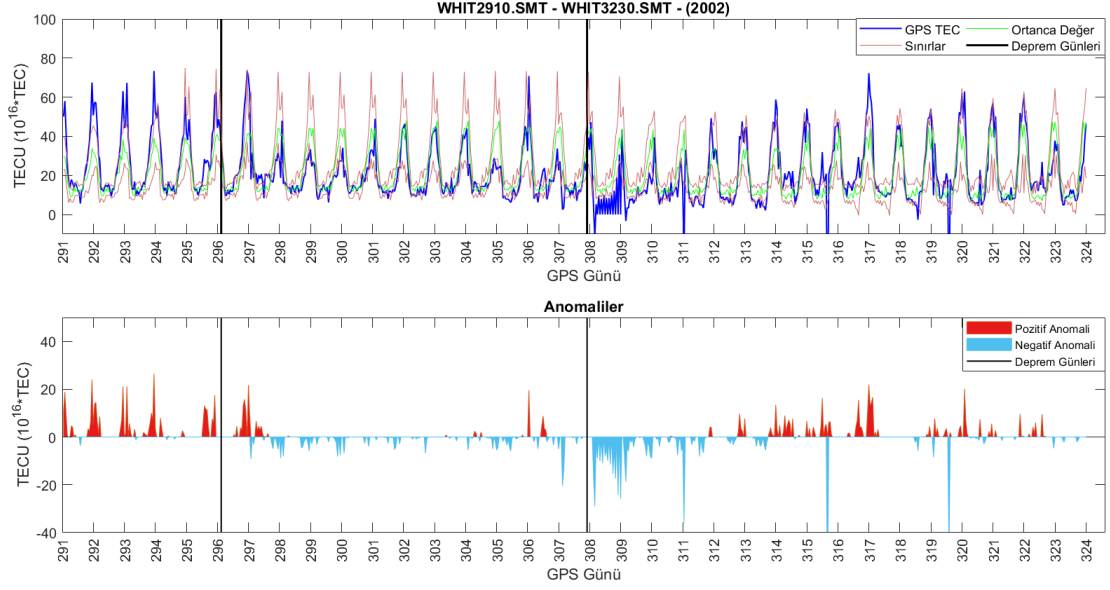 WHIT2910.SMT - WHIT3230.SMT - (2002)
GPS TEC
Ortanca Değer
Sınırlar
Deprem Günleri
TECU (10^16*TEC)
100
80
60
40
20
0
291 292 293 294 295 296 297 298 299 300 301 302 303 304 305 306 307 308 309 310 311 312 313 314 315 316 317 318 319 320 321 322 323 324
GPS Günü
Anomaliler
Pozitif Anomali
Negatif Anomali
Deprem Günleri
TECU (10^16*TEC)
40
20
0
-20
-40
291 292 293 294 295 296 297 298 299 300 301 302 303 304 305 306 307 308 309 310 311 312 313 314 315 316 317 318 319 320 321 322 323 324
GPS Günü